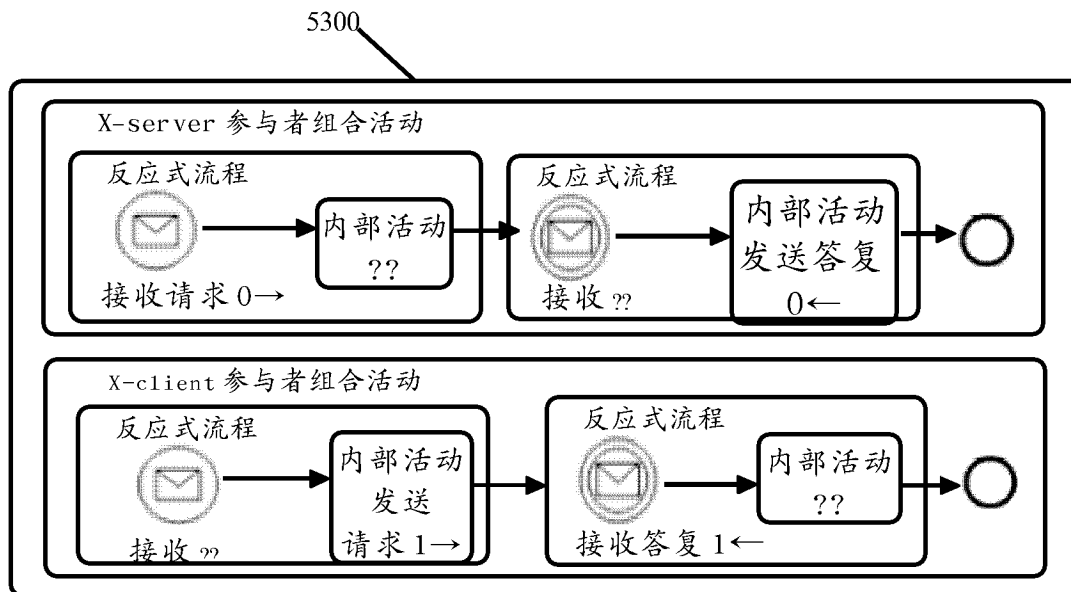 5300
X-server 参与者组合活动
反应式流程
内部活动
??
接收请求 0→
反应式流程
接收 ??
内部活动
发送答复
0←
X-client 参与者组合活动
反应式流程
接收 ??
内部活动
发送
请求 1→
反应式流程
接收答复 1←
内部活动
??